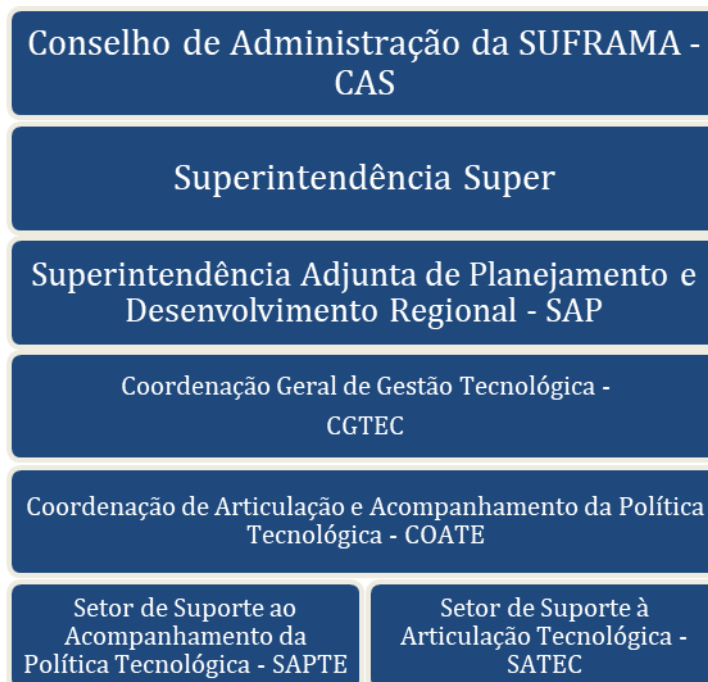 Conselho de Administração da SUFRAMA -
CAS
Superintendência Super
Superintendência Adjunta de Planejamento e
Desenvolvimento Regional - SAP
Coordenação Geral de Gestão Tecnológica -
CGTEC
Coordenação de Articulação e Acompanhamento da Política
Tecnológica - COATE
Setor de Suporte ao
Acompanhamento da
Política Tecnológica - SAPTE
Setor de Suporte à
Articulação Tecnológica -
SATEC